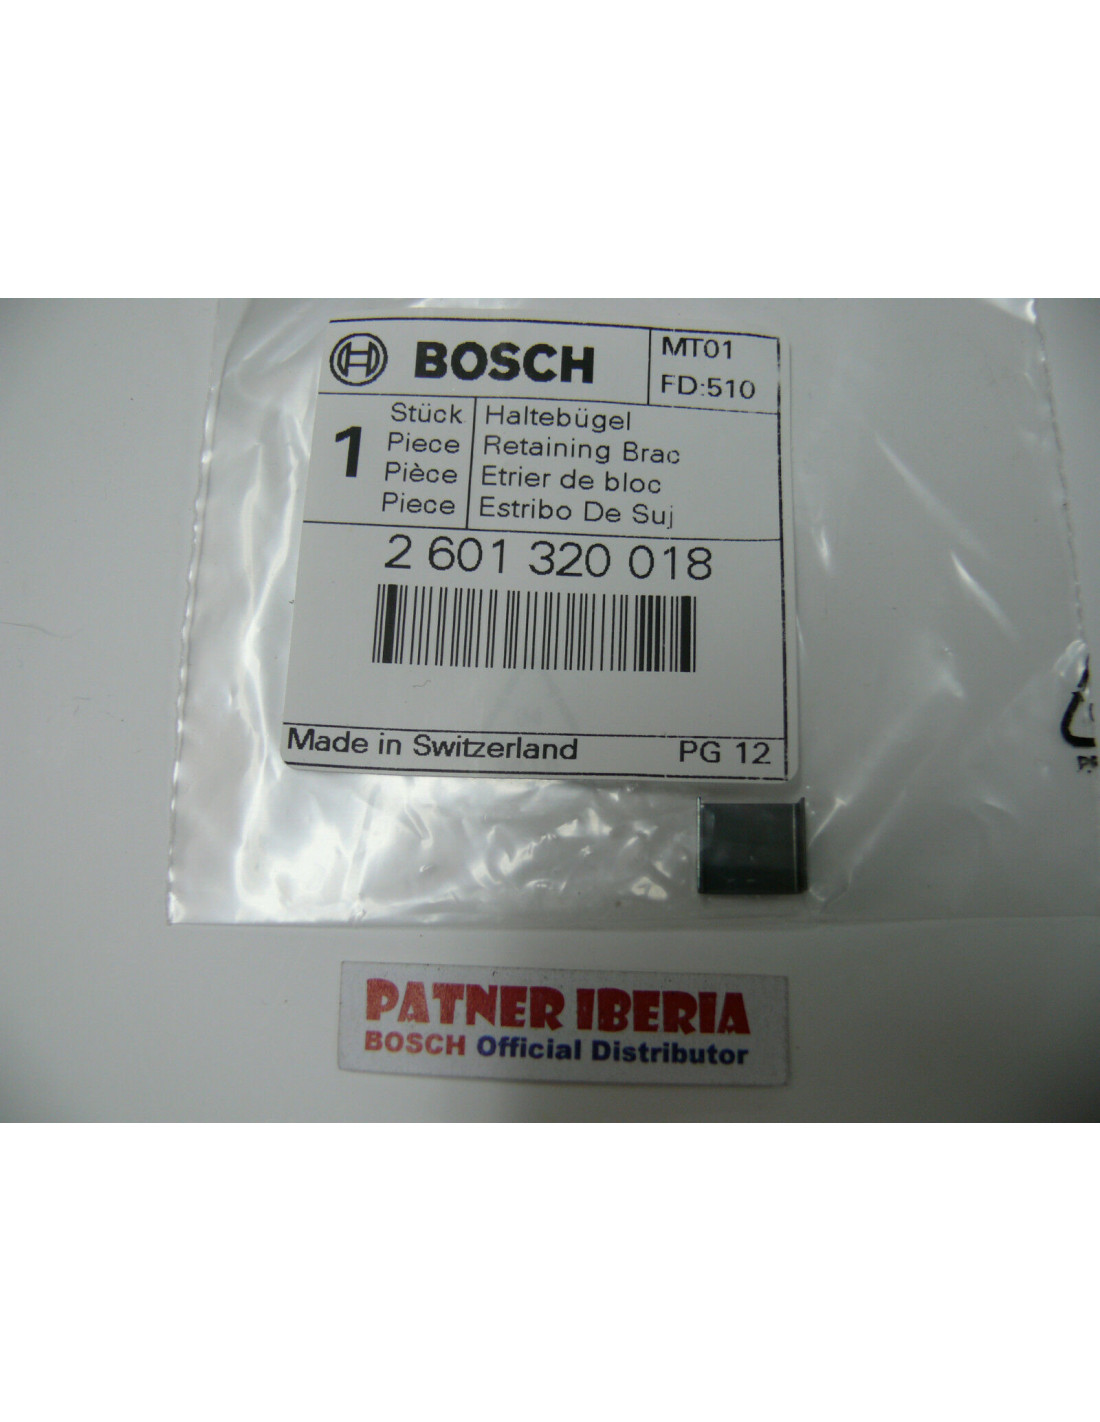 BOSCH
MT01
FD:510
1
Stück
Piece
Pièce
Piece
Haltebügel
Retaining Brac
Etrier de bloc
Estribo De Suj
2 601 320 018
Made in Switzerland
PG 12
PATNER IBERIA
BOSCH Official Distributor